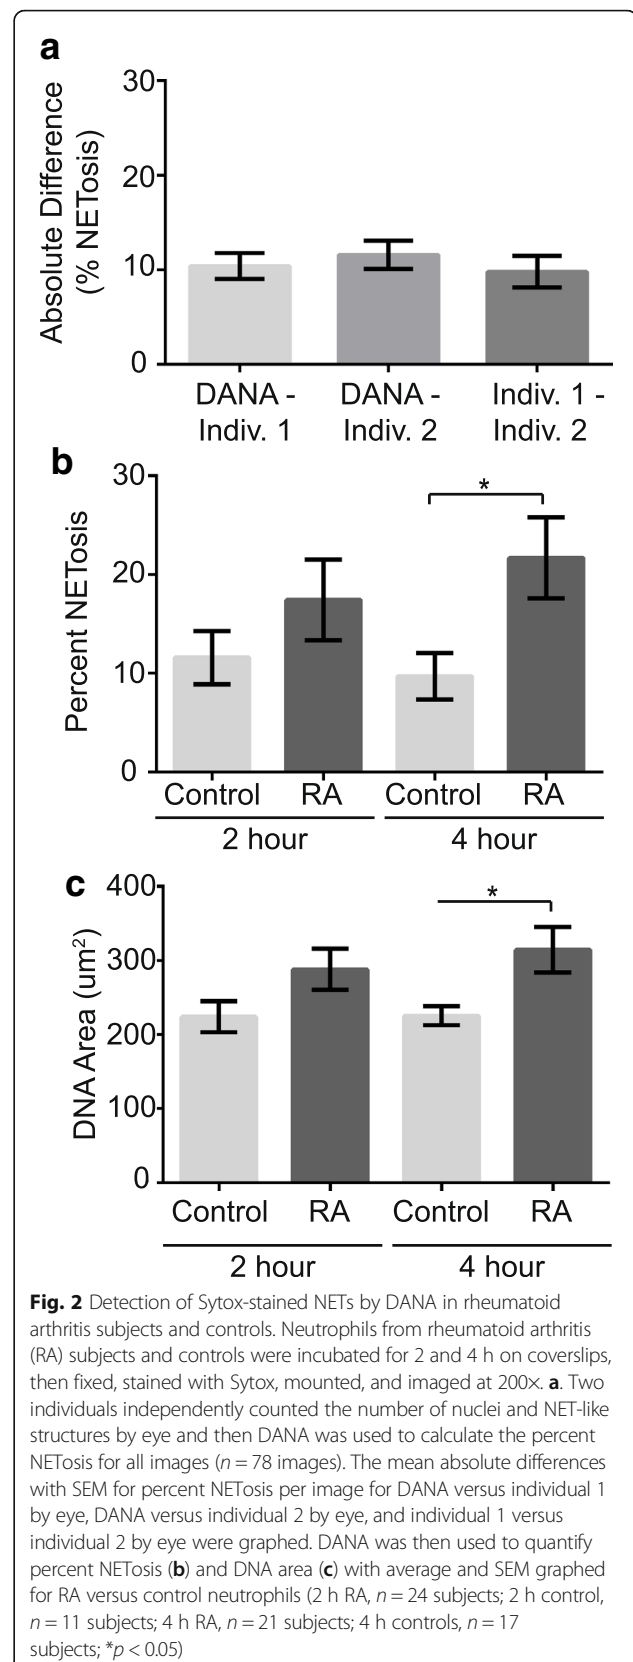 a
Absolute Difference
(% NETosis)
30
20
10
0
DANA -
Indiv. 1
DANA -
Indiv. 2
Indiv. 1 -
Indiv. 2
b
Percent NETosis
30
20
10
0
*
Control
RA
Control
RA
2 hour
4 hour
c
DNA Area (um²)
400
300
200
100
0
*
Control
RA
Control
RA
2 hour
4 hour
Fig. 2 Detection of Sytox-stained NETs by DANA in rheumatoid
arthritis subjects and controls. Neutrophils from rheumatoid arthritis
(RA) subjects and controls were incubated for 2 and 4 h on coverslips,
then fixed, stained with Sytox, mounted, and imaged at 200×. a. Two
individuals independently counted the number of nuclei and NET-like
structures by eye and then DANA was used to calculate the percent
NETosis for all images (n = 78 images). The mean absolute differences
with SEM for percent NETosis per image for DANA versus individual 1
by eye, DANA versus individual 2 by eye, and individual 1 versus
individual 2 by eye were graphed. DANA was then used to quantify
percent NETosis (b) and DNA area (c) with average and SEM graphed
for RA versus control neutrophils (2 h RA, n = 24 subjects; 2 h control,
n = 11 subjects; 4 h RA, n = 21 subjects; 4 h controls, n = 17
subjects; *p < 0.05)